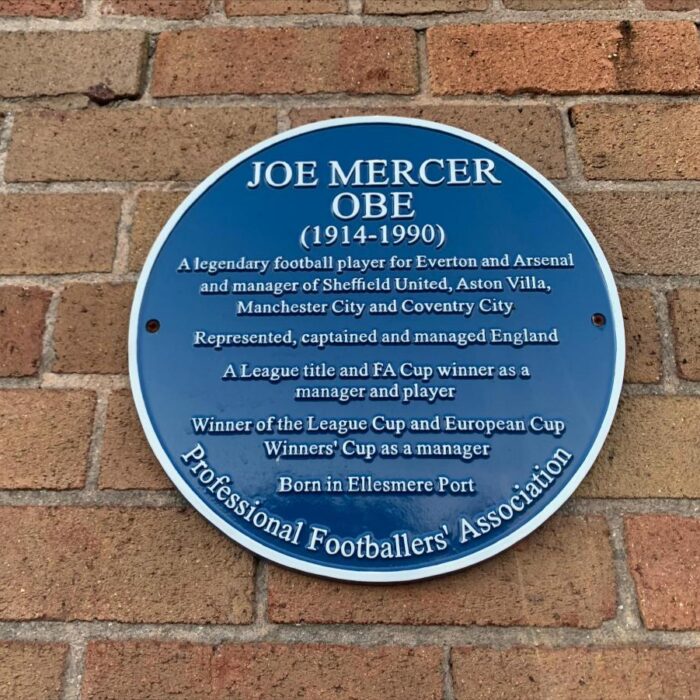 JOE MERCER
OBE
(1914-1990)
A legendary football player for Everton and Arsenal
and manager of Sheffield United, Aston Villa,
Manchester City and Coventry City
Represented, captained and managed England
A League title and FA Cup winner as a
manager and player
Winner of the League Cup and European Cup
Winners' Cup as a manager
Born in Ellesmere Port
Professional Footballers' Association